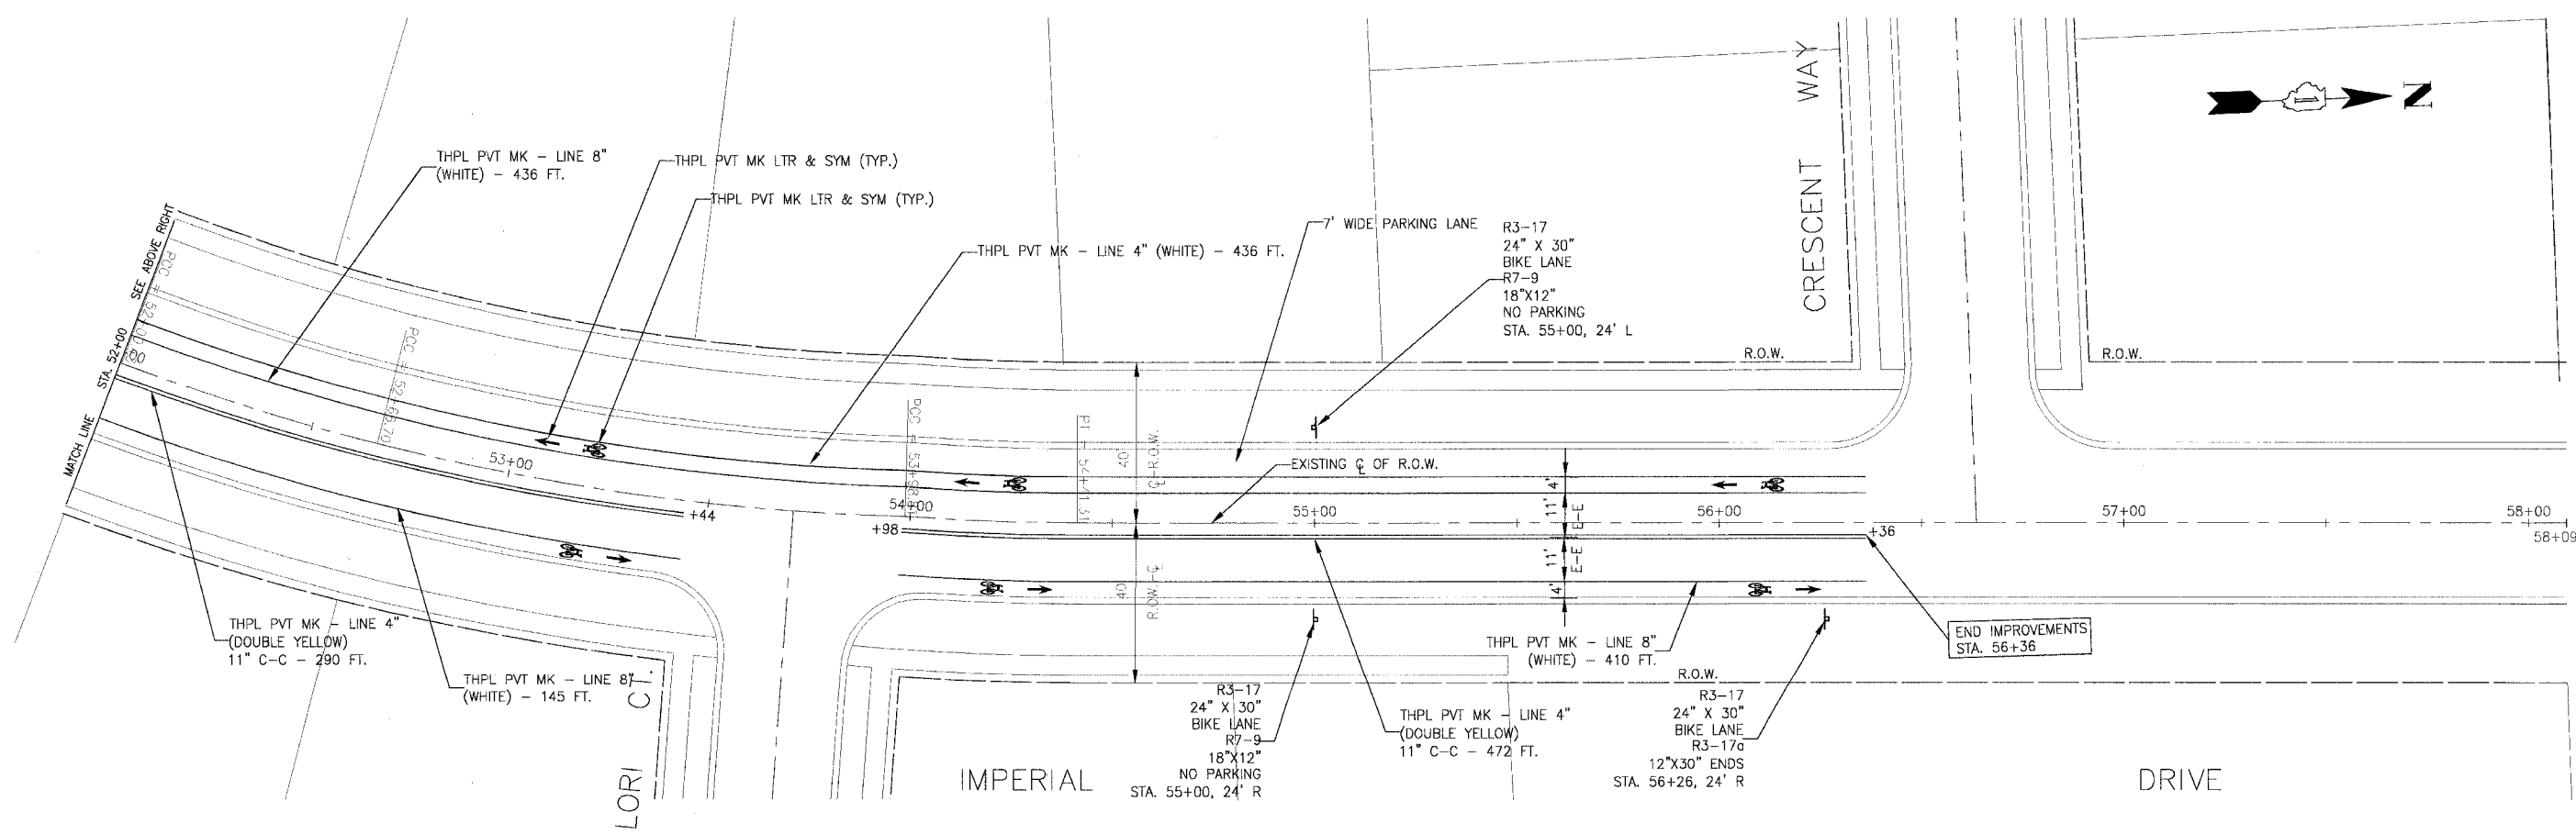 THPL PVT MK – LINE 8"
(WHITE) – 436 FT.
THPL PVT MK LTR & SYM (TYP.)
THPL PVT MK LTR & SYM (TYP.)
THPL PVT MK – LINE 4" (WHITE) – 436 FT.
7' WIDE PARKING LANE
R3-17
24" X 30"
BIKE LANE
R7-9
18"X12"
NO PARKING
STA. 55+00, 24' L
CRESCENT WAY
N
R.O.W.
R.O.W.
MATCH LINE STA. 52+00 SEE ABOVE RIGHT
53+00
+44
54+00
+98
40'
40'
EXISTING ℄ OF R.O.W.
55+00
4'
11'
E-E
11'
E-E
4'
56+00
+36
57+00
58+00
58+09
THPL PVT MK – LINE 4"
(DOUBLE YELLOW)
11" C-C – 290 FT.
THPL PVT MK – LINE 8"
(WHITE) – 145 FT.
LORI CT.
IMPERIAL
R3-17
24" X 30"
BIKE LANE
R7-9
18"X12"
NO PARKING
STA. 55+00, 24' R
THPL PVT MK – LINE 4"
(DOUBLE YELLOW)
11" C-C – 472 FT.
THPL PVT MK – LINE 8"
(WHITE) – 410 FT.
R.O.W.
R3-17
24" X 30"
BIKE LANE
R3-17a
12"X30" ENDS
STA. 56+26, 24' R
END IMPROVEMENTS
STA. 56+36
DRIVE